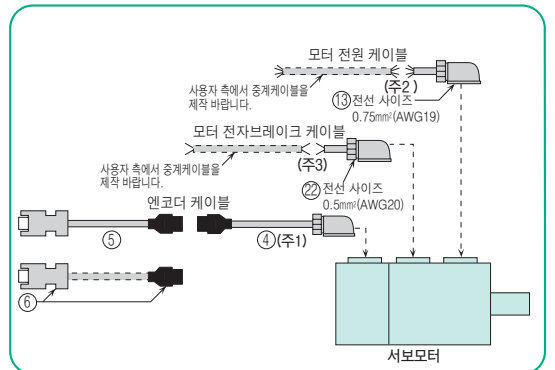 모터 전원 케이블
사용자 측에서 중계케이블을
제작 바랍니다.
(주2)
⑬ 전선 사이즈
0.75mm²(AWG19)
모터 전자브레이크 케이블
사용자 측에서 중계케이블을
제작 바랍니다.
(주3)
㉒ 전선 사이즈
0.5mm²(AWG20)
엔코더 케이블
⑤
④(주1)
⑥
서보모터